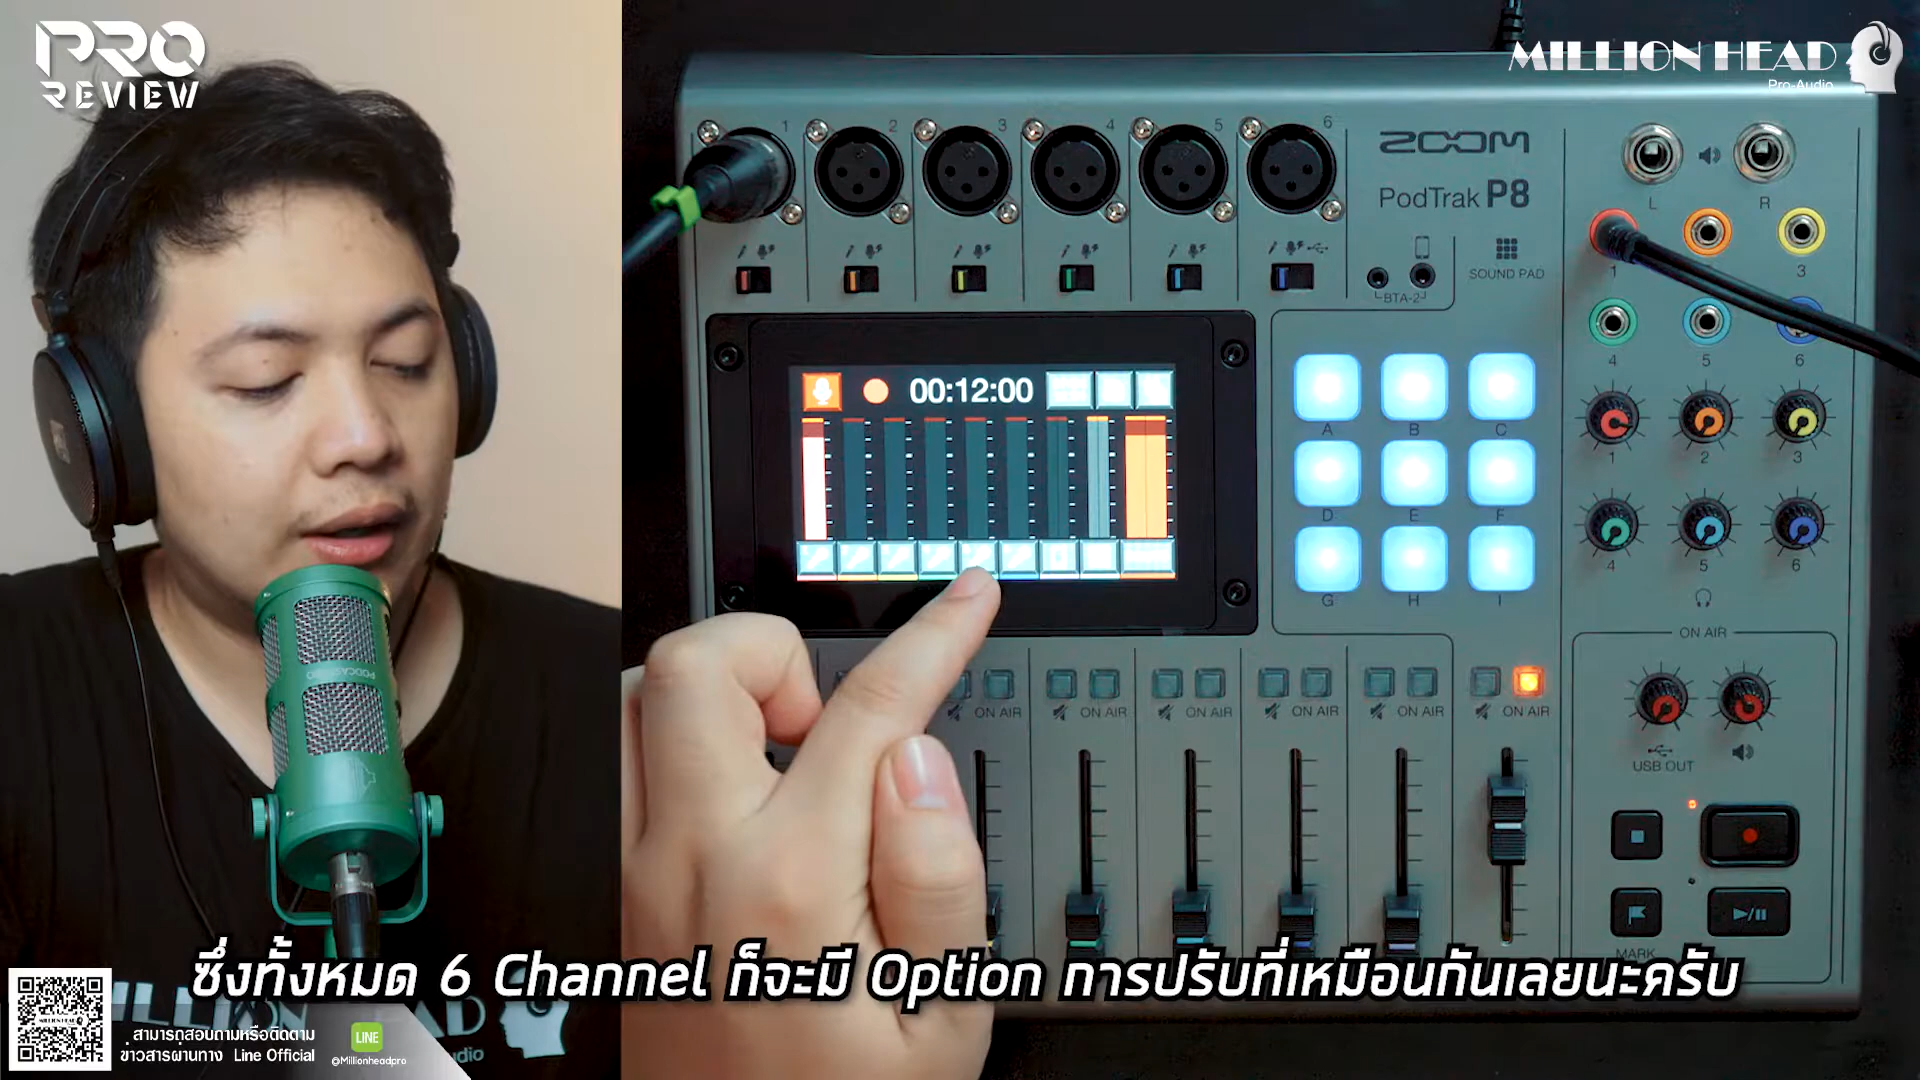 PRO
REVIEW
MILLION HEAD
Pro-Audio
1 2 3 4 5 6
ZOOM
PodTrak P8
L R
BTA-2
SOUND PAD
1 3
4 5 6
00:12:00
A B C
D E F
G H I
1 2 3
4 5 6
ON AIR
ON AIR ON AIR ON AIR ON AIR ON AIR ON AIR
USB OUT
MARK
PODCAST
ซึ่งทั้งหมด 6 Channel ก็จะมี Option การปรับที่เหมือนกันเลยนะครับ
สามารถสอบถามหรือติดตาม
ข่าวสารผ่านทาง Line Official
LINE
@Millionheadpro